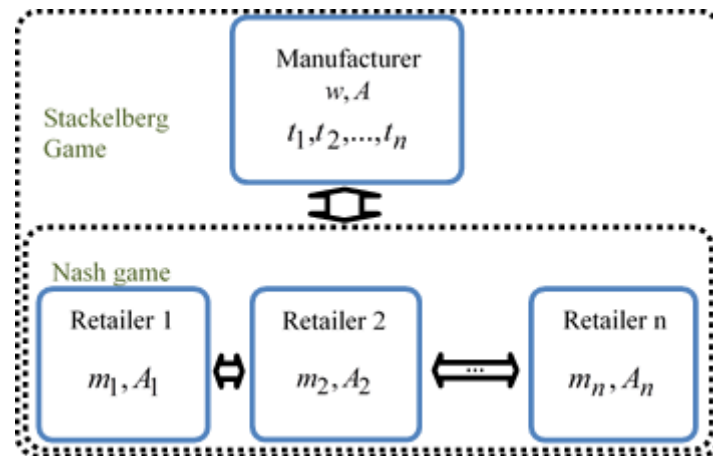 Manufacturer
w, A
t₁,t₂,...,tₙ
Stackelberg
Game
Nash game
Retailer 1
m₁, A₁
Retailer 2
m₂, A₂
...
Retailer n
mₙ, Aₙ